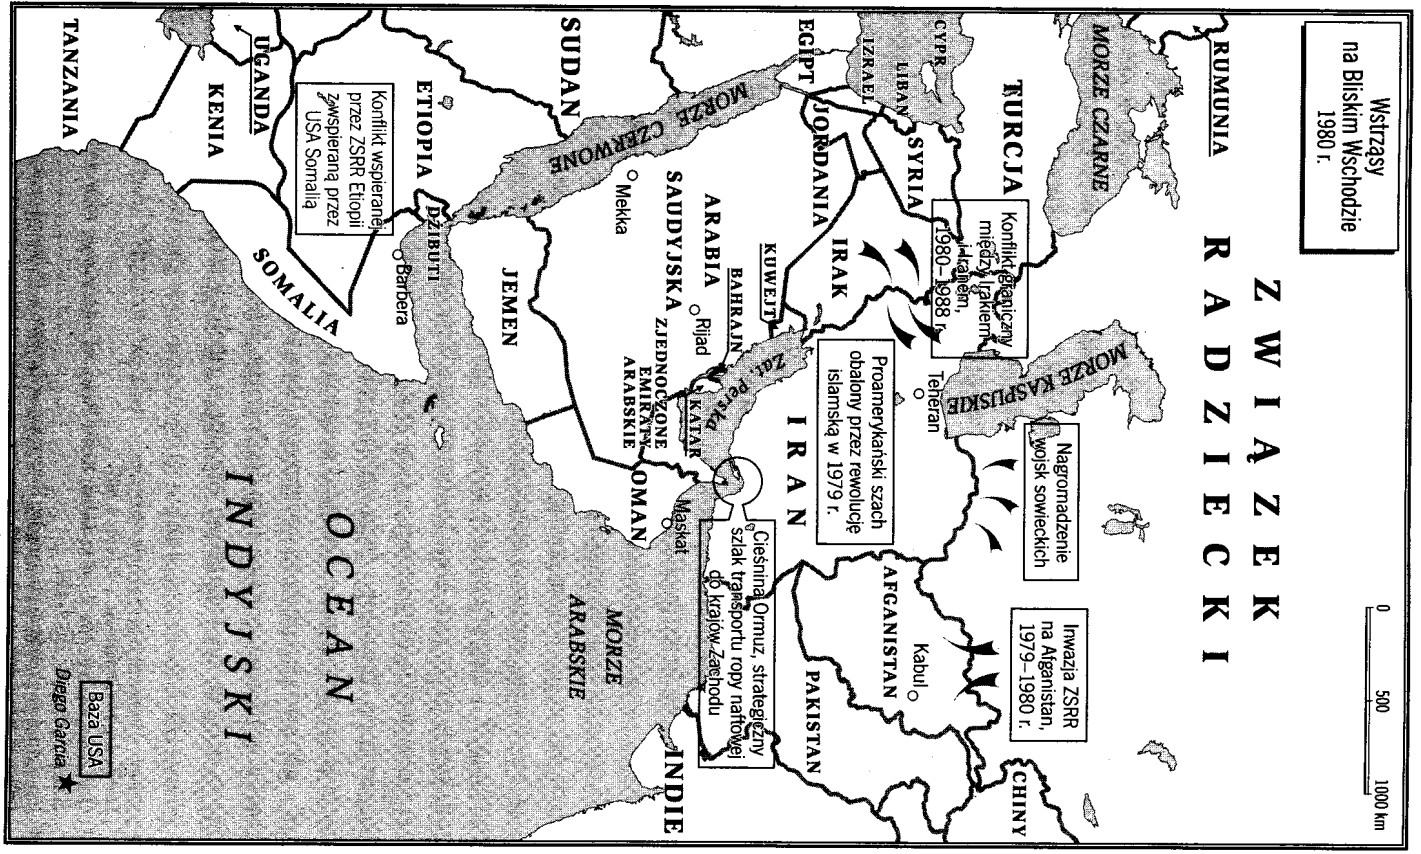 Wstrząsy
na Bliskim Wschodzie
1980 r.
0 500 1000 km
RUMUNIA
ZWIĄZEK
RADZIECKI
MORZE CZARNE
MORZE KASPIJSKIE
Nagromadzenie
wojsk sowieckich
Inwazja ZSRR
na Afganistan,
1979–1980 r.
CHINY
TURCJA
Konflikt graniczny
między Irakiem
i Iranem,
1980–1988 r.
CYPR
LIBAN
IZRAEL
SYRIA
Teheran
Kabul
AFGANISTAN
Proamerykański szach
obalony przez rewolucję
islamską w 1979 r.
IRAK
JORDANIA
EGIPT
IRAN
PAKISTAN
KUWEJT
Zat. Perska
Cieśnina Ormuz, strategiczny
szlak transportu ropy naftowej
do krajów Zachodu
BAHRAJN
KATAR
ARABIA
SAUDYJSKA
Rijad
ZJEDNOCZONE
EMIRATY
ARABSKIE
OMAN
Maskat
INDIE
MORZE CZERWONE
Mekka
SUDAN
MORZE
ARABSKIE
JEMEN
ETIOPIA
DŻIBUTI
Barbera
Konflikt wspieranej
przez ZSRR Etiopii
z wspieraną przez
USA Somalią
SOMALIA
UGANDA
KENIA
TANZANIA
OCEAN
INDYJSKI
Baza USA
Diego Garcia